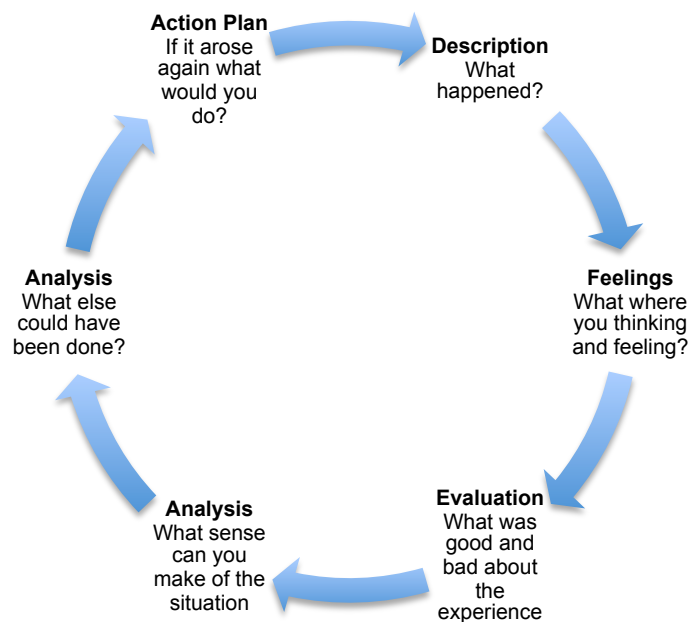 Action Plan
If it arose
again what
would you
do?
Description
What
happened?
Feelings
What where
you thinking
and feeling?
Evaluation
What was
good and
bad about
the
experience
Analysis
What sense
can you
make of the
situation
Analysis
What else
could have
been done?